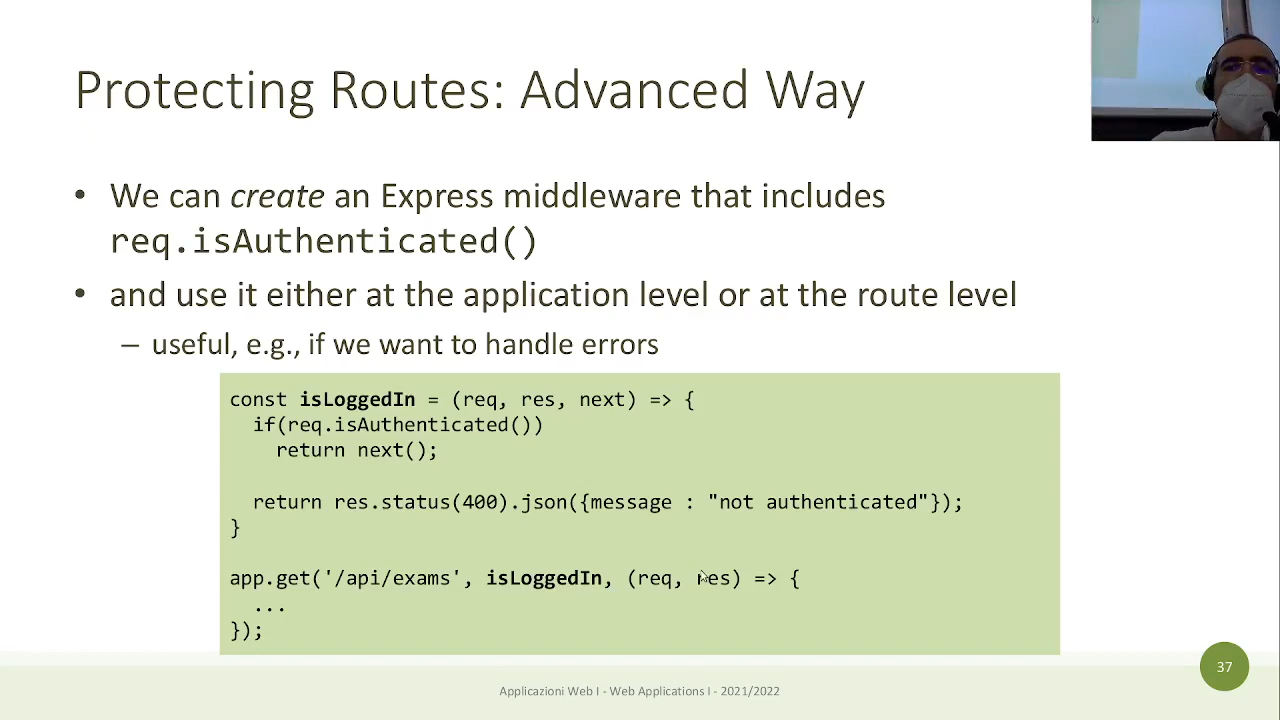 Protecting Routes: Advanced Way
• We can create an Express middleware that includes
req.isAuthenticated()
• and use it either at the application level or at the route level
– useful, e.g., if we want to handle errors
const isLoggedIn = (req, res, next) => {
if(req.isAuthenticated())
return next();
return res.status(400).json({message : "not authenticated"});
}
app.get('/api/exams', isLoggedIn, (req, res) => {
...
});
37
Applicazioni Web I - Web Applications I - 2021/2022